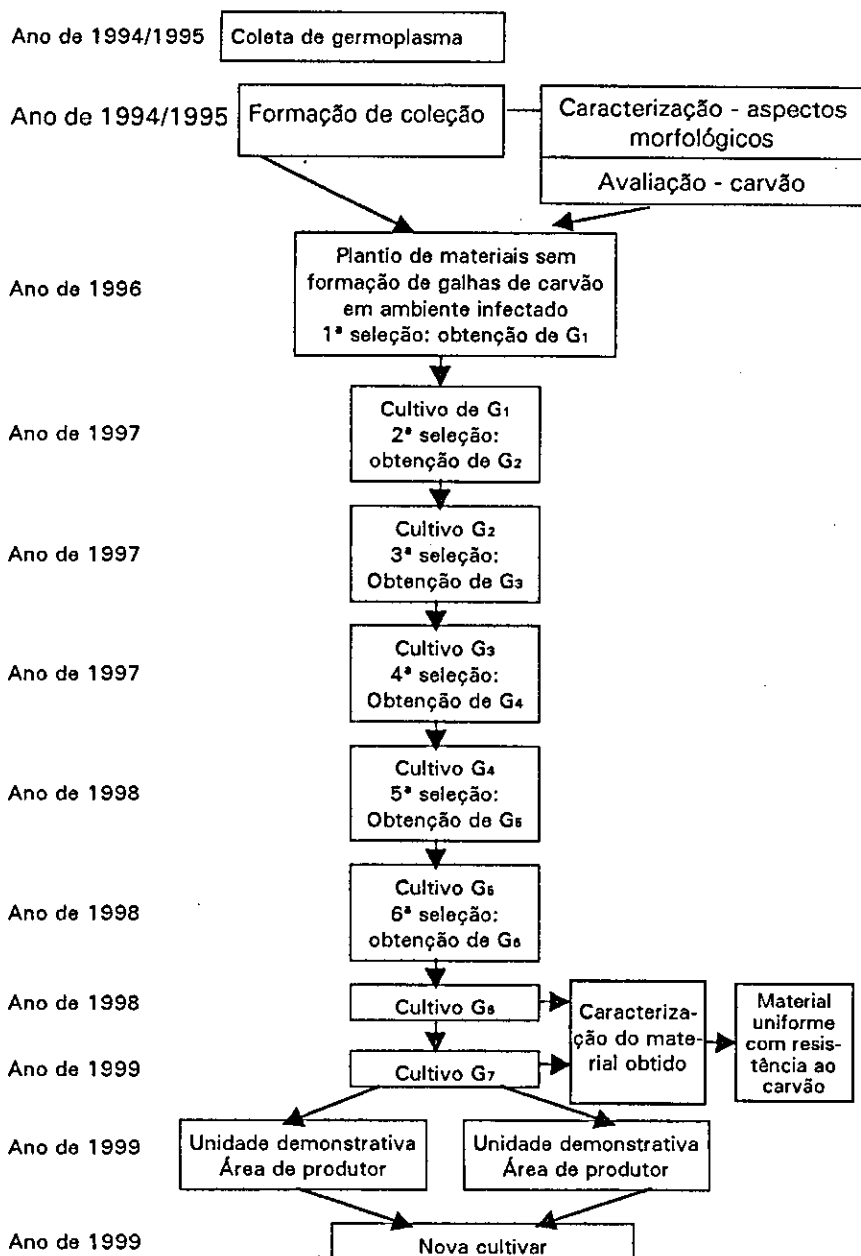 Ano de 1994/1995 Coleta de germoplasma
Ano de 1994/1995 Formação de coleção
Caracterização - aspectos
morfológicos
Avaliação - carvão
Ano de 1996
Plantio de materiais sem
formação de galhas de carvão
em ambiente infectado
1ª seleção: obtenção de G1
Ano de 1997
Cultivo de G1
2ª seleção:
obtenção de G2
Ano de 1997
Cultivo G2
3ª seleção:
Obtenção de G3
Ano de 1997
Cultivo G3
4ª seleção:
Obtenção de G4
Ano de 1998
Cultivo G4
5ª seleção:
Obtenção de G5
Ano de 1998
Cultivo G5
6ª seleção:
obtenção de G6
Ano de 1998
Cultivo G6
Ano de 1999
Cultivo G7
Caracteriza-
ção do mate-
rial obtido
Material
uniforme
com resis-
tência ao
carvão
Ano de 1999
Unidade demonstrativa
Área de produtor
Unidade demonstrativa
Área de produtor
Ano de 1999
Nova cultivar